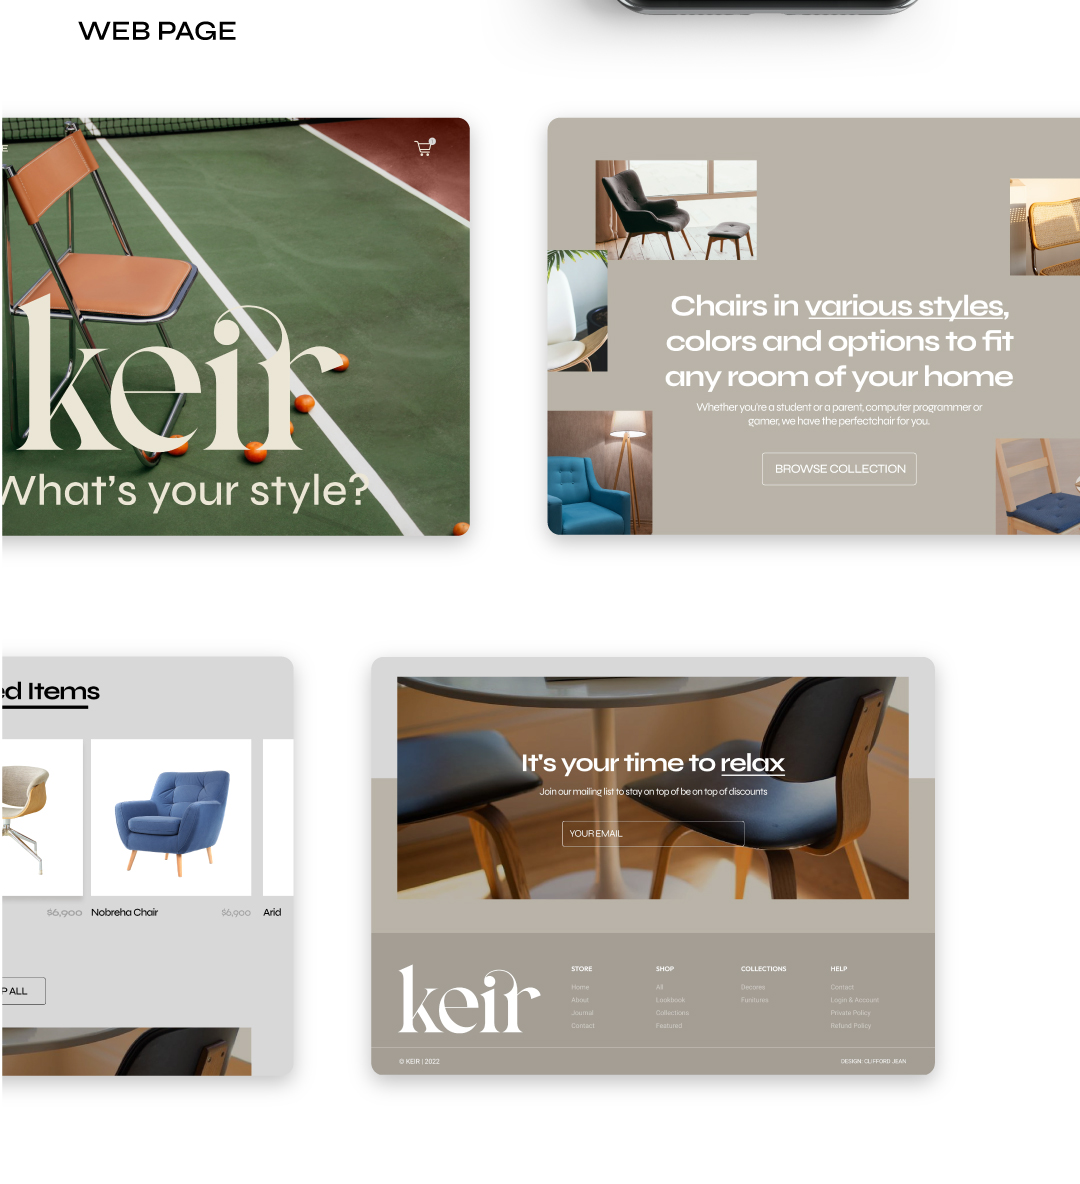 WEB PAGE
E
keir
What's your style?
Chairs in various styles,
colors and options to fit
any room of your home
Whether you're a student or a parent, computer programmer or
gamer, we have the perfectchair for you.
BROWSE COLLECTION
ed Items
$6,900 Nobreha Chair $6,900 Arid
P ALL
It's your time to relax
Join our mailing list to stay on top of be on top of discounts
YOUR EMAIL
keir
STORE
Home
About
Journal
Contact
SHOP
All
Lookbook
Collections
Featured
COLLECTIONS
Decores
Funitures
HELP
Contact
Login & Account
Private Policy
Refund Policy
© KEIR | 2022
DESIGN: CLIFFORD JEAN